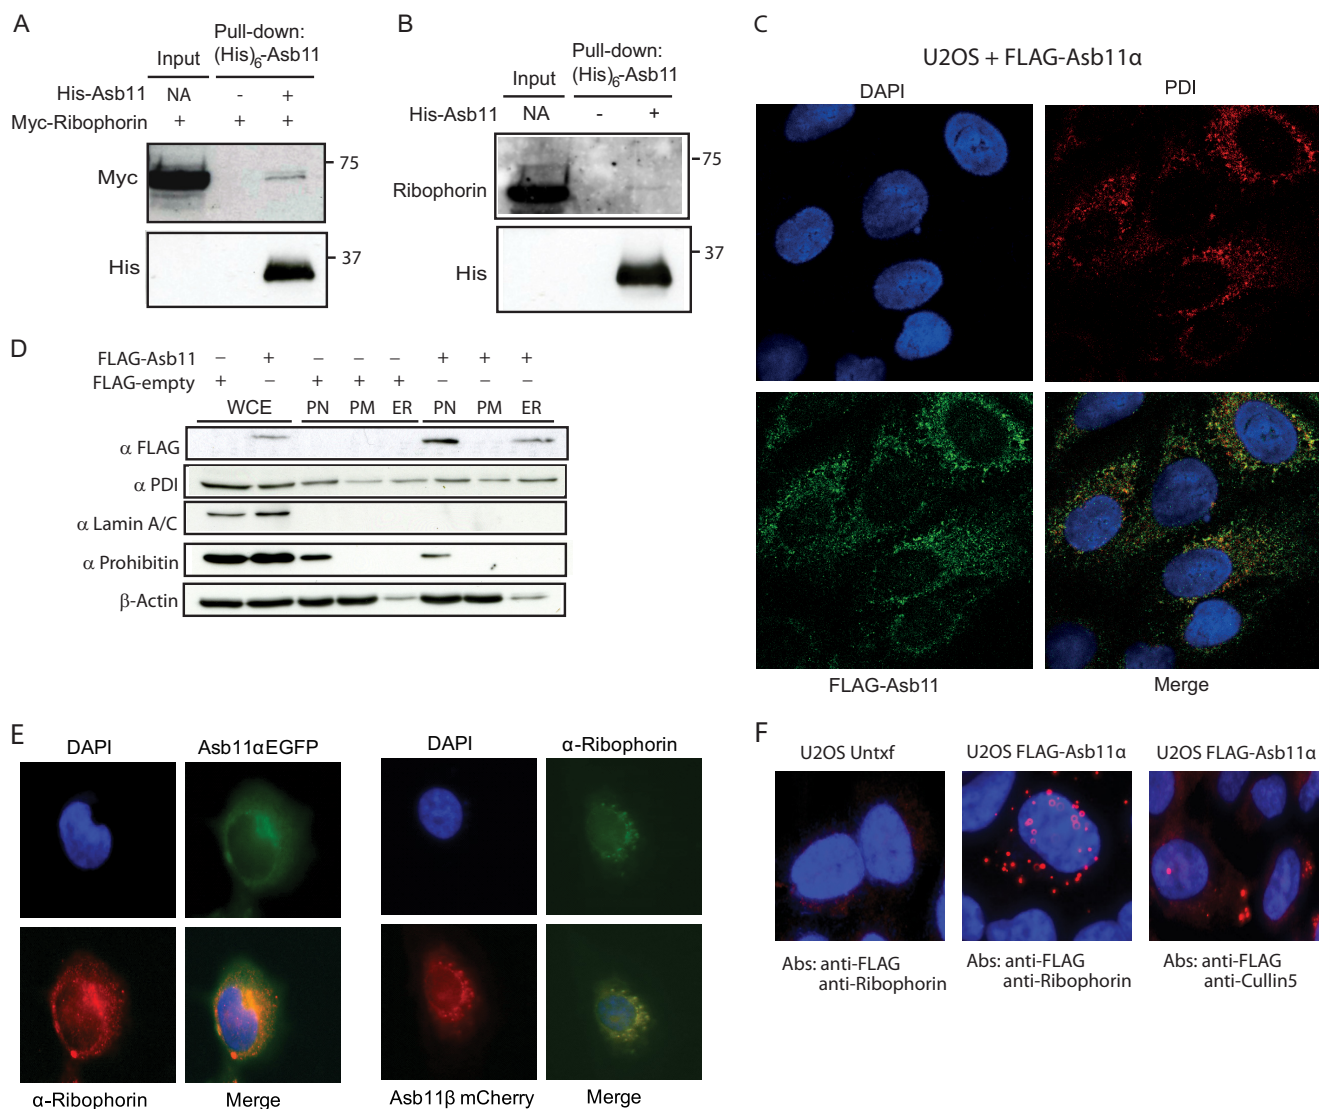 A
Pull-down:
Input (His)6-Asb11
His-Asb11 NA - +
Myc-Ribophorin + + +
Myc
75
His
37
B
Pull-down:
Input (His)6-Asb11
His-Asb11 NA - +
Ribophorin
75
His
37
C
U2OS + FLAG-Asb11α
DAPI
PDI
FLAG-Asb11
Merge
D
FLAG-Asb11 – + – – – + + +
FLAG-empty + – + + + – – –
WCE PN PM ER PN PM ER
α FLAG
α PDI
α Lamin A/C
α Prohibitin
β-Actin
E
DAPI
Asb11αEGFP
α-Ribophorin
Merge
DAPI
α-Ribophorin
Asb11β mCherry
Merge
F
U2OS Untxf
U2OS FLAG-Asb11α
U2OS FLAG-Asb11α
Abs: anti-FLAG
anti-Ribophorin
Abs: anti-FLAG
anti-Ribophorin
Abs: anti-FLAG
anti-Cullin5